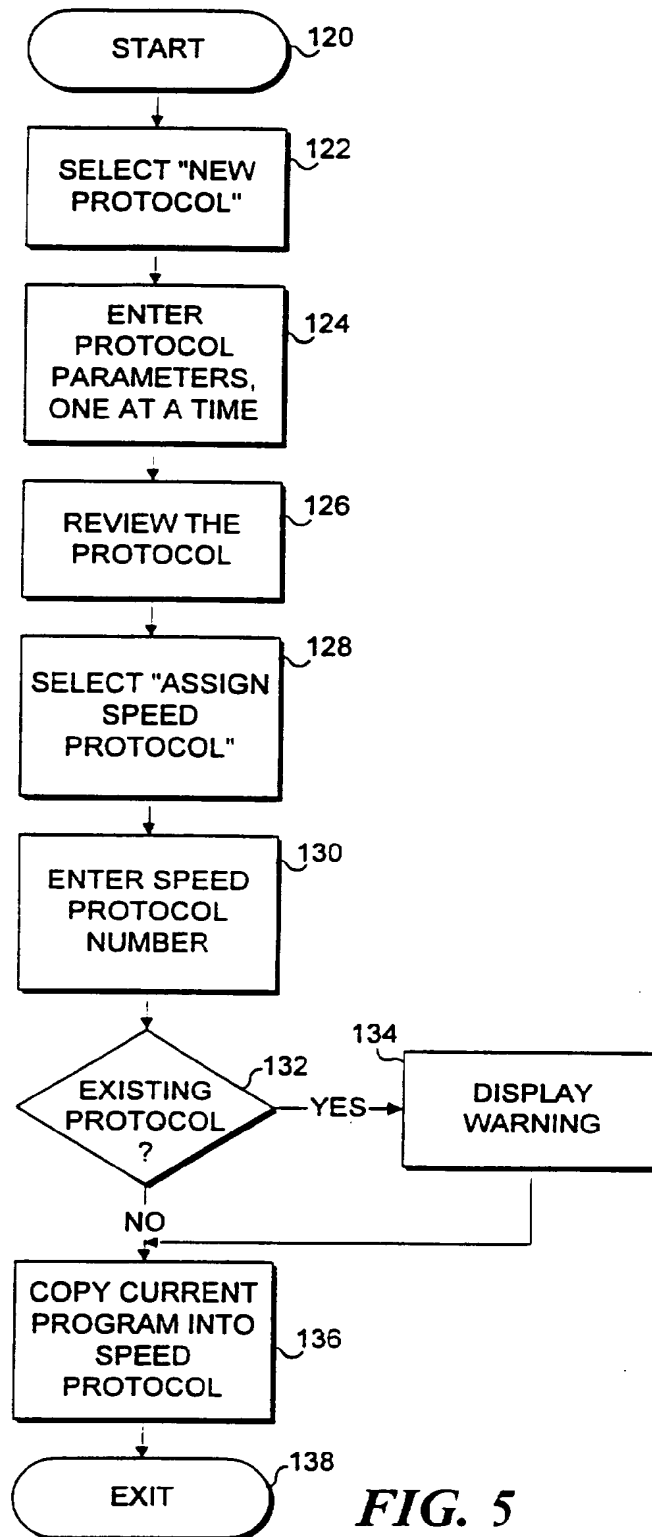 START
120
SELECT "NEW
PROTOCOL"
122
ENTER
PROTOCOL
PARAMETERS,
ONE AT A TIME
124
REVIEW THE
PROTOCOL
126
SELECT "ASSIGN
SPEED
PROTOCOL"
128
ENTER SPEED
PROTOCOL
NUMBER
130
EXISTING
PROTOCOL
?
132
YES
DISPLAY
WARNING
134
NO
COPY CURRENT
PROGRAM INTO
SPEED
PROTOCOL
136
EXIT
138
FIG. 5